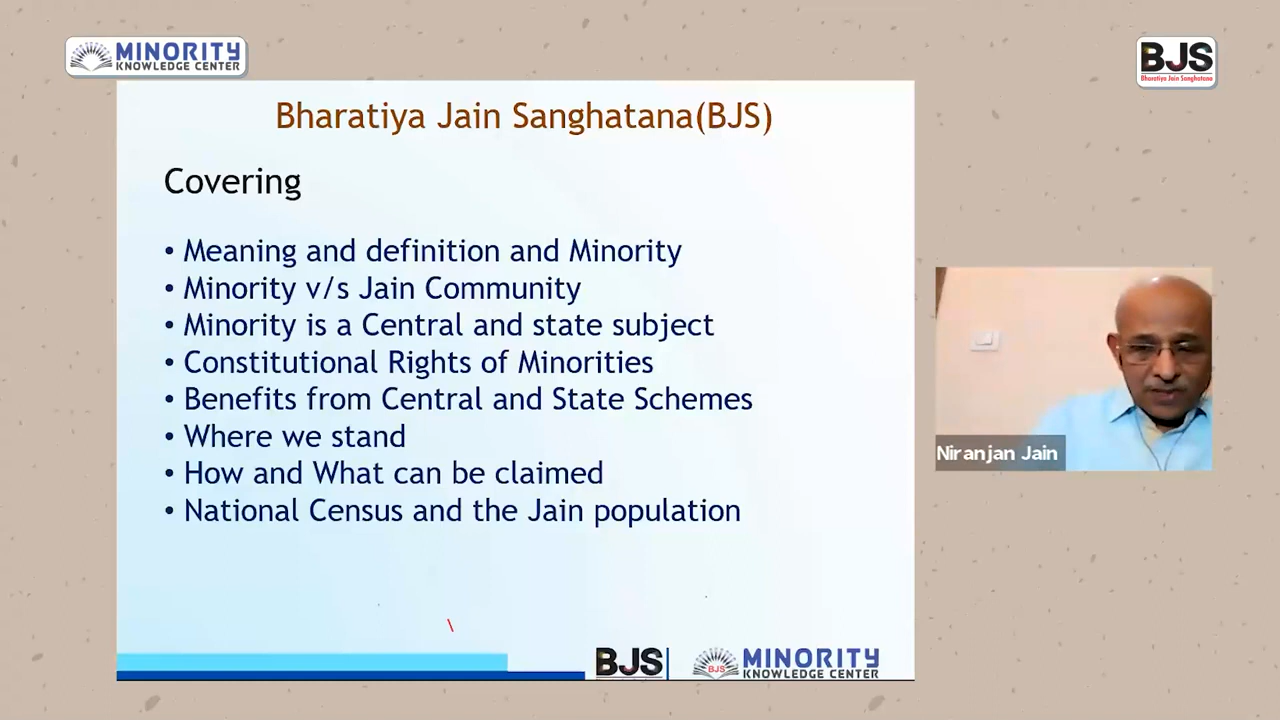 MINORITY
KNOWLEDGE CENTER
BJS
Bharatiya Jain Sanghatana
Bharatiya Jain Sanghatana(BJS)
Covering
• Meaning and definition and Minority
• Minority v/s Jain Community
• Minority is a Central and state subject
• Constitutional Rights of Minorities
• Benefits from Central and State Schemes
• Where we stand
• How and What can be claimed
• National Census and the Jain population
Niranjan Jain
BJS
BJS
MINORITY
KNOWLEDGE CENTER